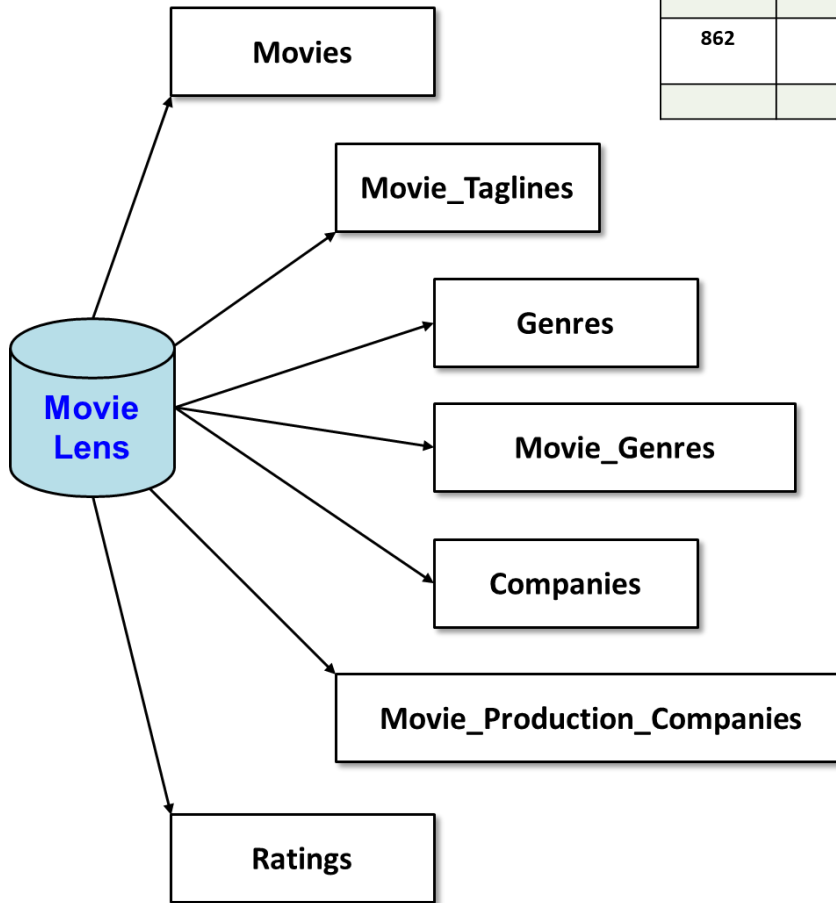 862
Movies
Movie_Taglines
Genres
Movie
Lens
Movie_Genres
Companies
Movie_Production_Companies
Ratings